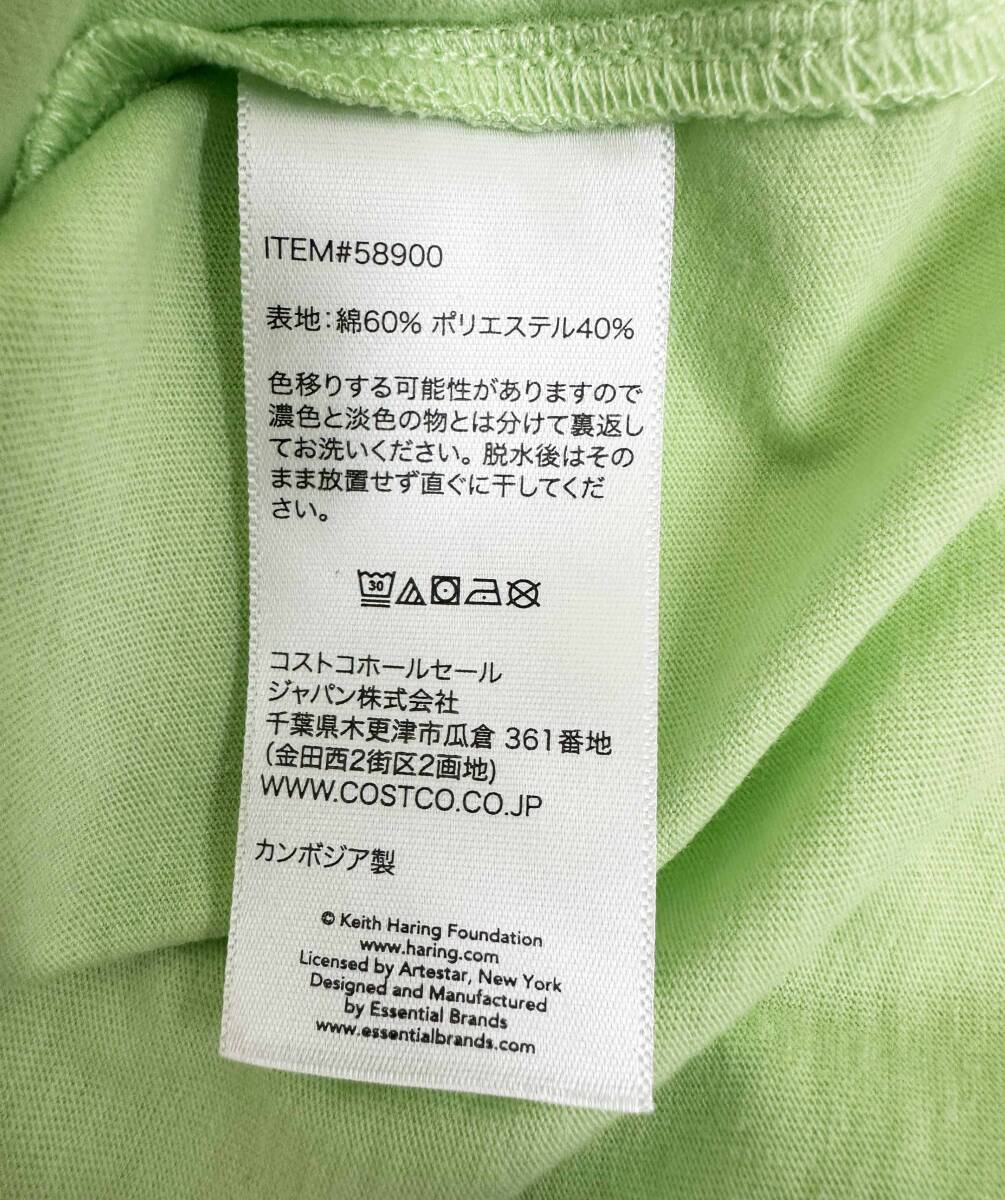 ITEM#58900
表地:綿60% ポリエステル40%
色移りする可能性がありますので
濃色と淡色の物とは分けて裏返し
てお洗いください。脱水後はその
まま放置せず直ぐに干してくだ
さい。
30
コストコホールセール
ジャパン株式会社
千葉県木更津市瓜倉 361番地
(金田西2街区2画地)
WWW.COSTCO.CO.JP
カンボジア製
© Keith Haring Foundation
www.haring.com
Licensed by Artestar, New York
Designed and Manufactured
by Essential Brands
www.essentialbrands.com